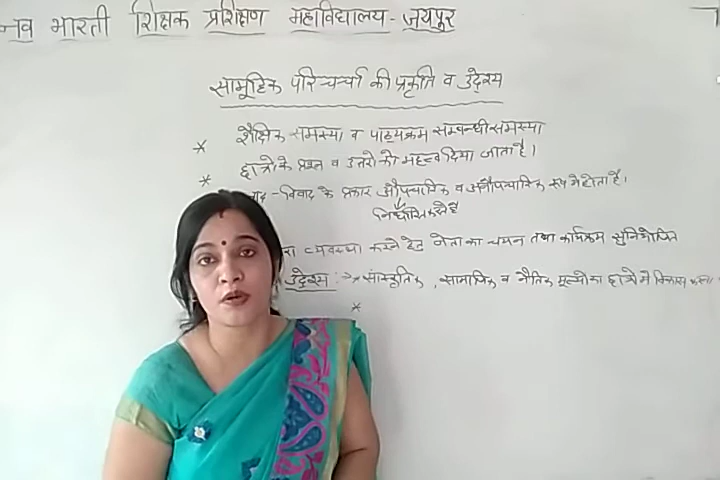 नव भारती शिक्षक प्रशिक्षण महाविद्यालय - जयपुर
सामूहिक परिचर्चा की प्रकृति व उद्देश्य
* शैक्षिक समस्या व पाठ्यक्रम सम्बन्धी समस्या
छात्रो के प्रश्न व उत्तरो को महत्व दिया जाता है।
* वाद-विवाद के प्रकार औपचारिक व अनौपचारिक रूप में होता है।
निर्धारित करते है
व्यवस्था करने हेतु नेता का चयन तथा कार्यक्रम सुनियोजित
उद्देश्य :-> * सांस्कृतिक, सामाजिक व नैतिक मूल्यो का छात्रो मे विकास करना
*